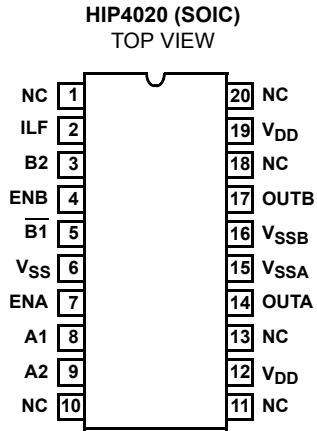 HIP4020 (SOIC)
TOP VIEW
NC 1 20 NC
ILF 2 19 VDD
B2 3 18 NC
ENB 4 17 OUTB
B̅1̅ 5 16 VSSB
VSS 6 15 VSSA
ENA 7 14 OUTA
A1 8 13 NC
A2 9 12 VDD
NC 10 11 NC